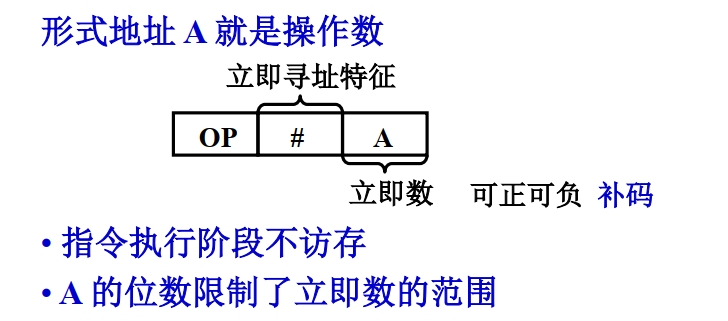 形式地址 A 就是操作数
立即寻址特征
OP # A
立即数 可正可负 补码
• 指令执行阶段不访存
• A 的位数限制了立即数的范围